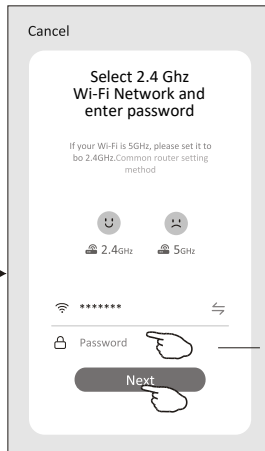 Cancel
Select 2.4 Ghz
Wi-Fi Network and
enter password
If your Wi-Fi is 5GHz, please set it to
bo 2.4GHz.Common router setting
method
2.4GHz 5GHz
*******
Password
Next